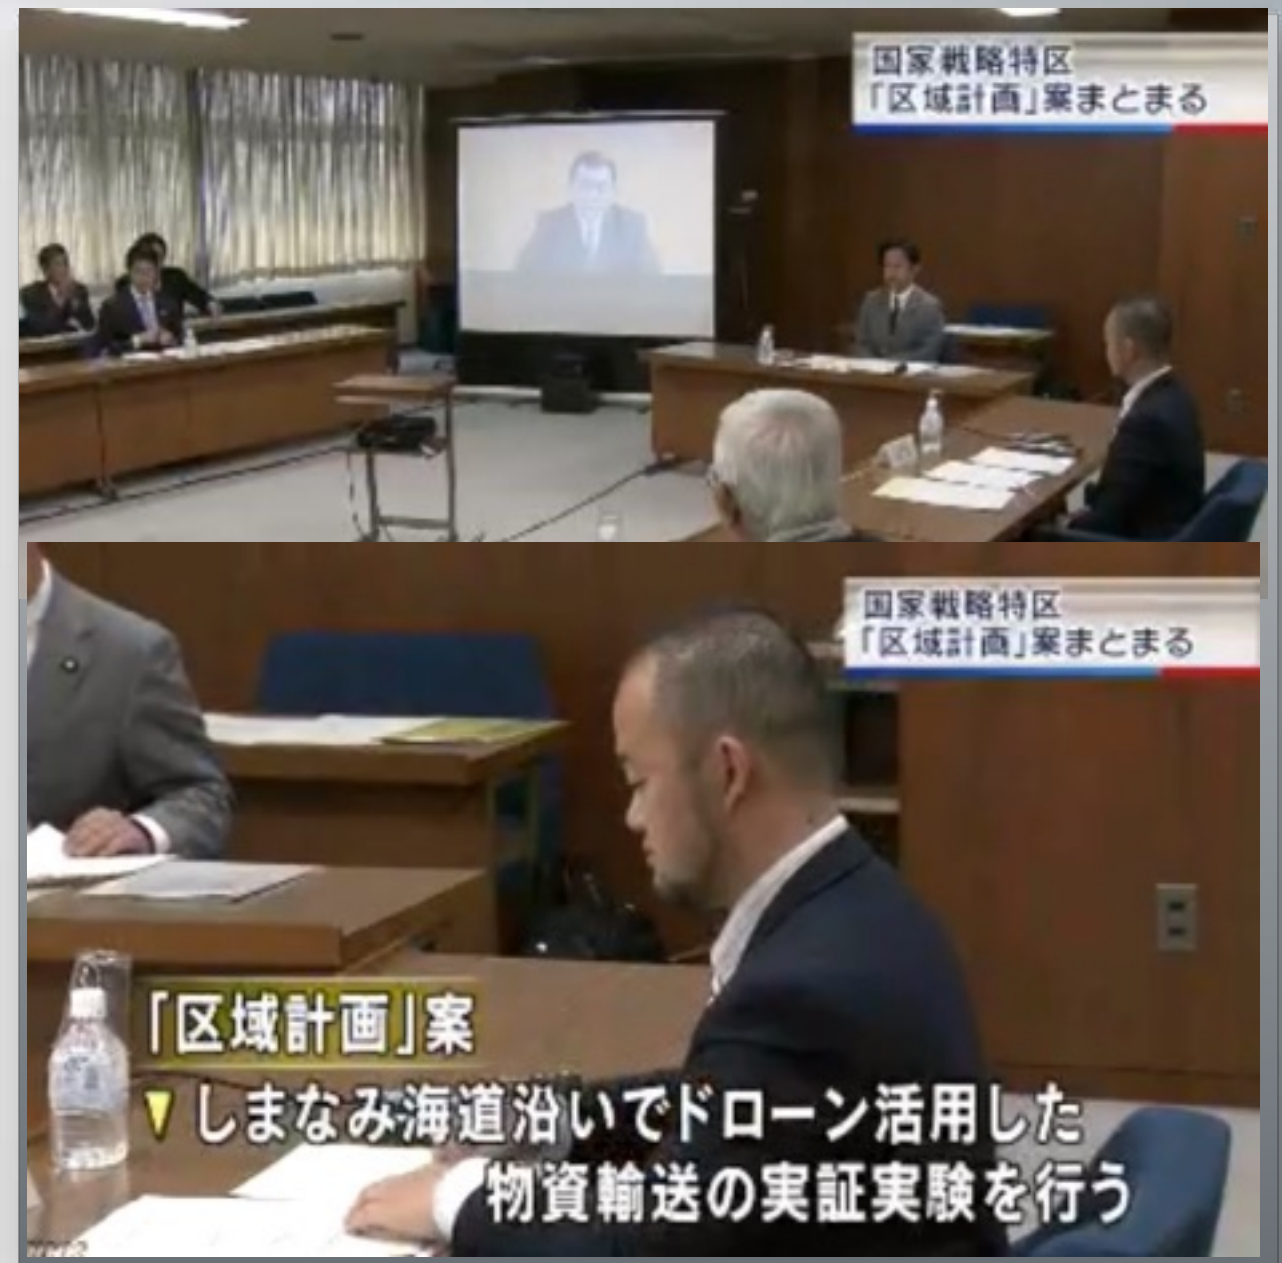 国家戦略特区
「区域計画」案まとまる
国家戦略特区
「区域計画」案まとまる
「区域計画」案
▼しまなみ海道沿いでドローン活用した
物資輸送の実証実験を行う